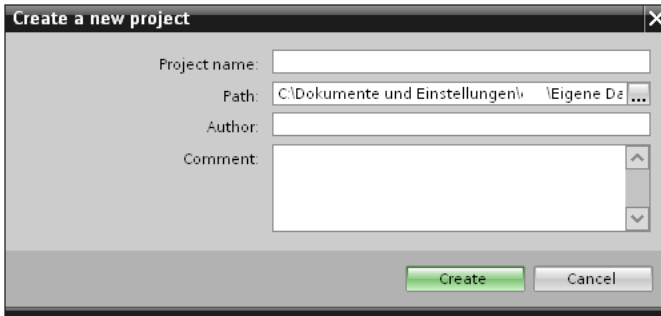 Create a new project
Project name:
Path: C:\Dokumente und Einstellungen\ \Eigene Da ...
Author:
Comment:
Create Cancel